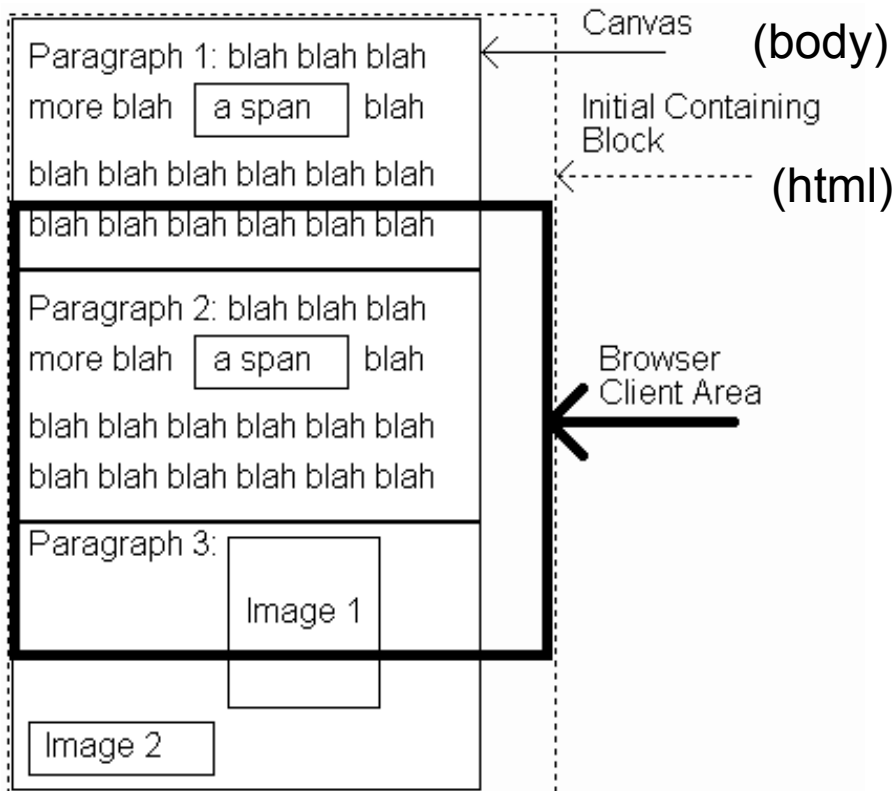 Canvas
(body)
Paragraph 1: blah blah blah
more blah a span blah
blah blah blah blah blah blah
blah blah blah blah blah blah
Initial Containing
Block
(html)
Paragraph 2: blah blah blah
more blah a span blah
blah blah blah blah blah blah
blah blah blah blah blah blah
Browser
Client Area
Paragraph 3:
Image 1
Image 2